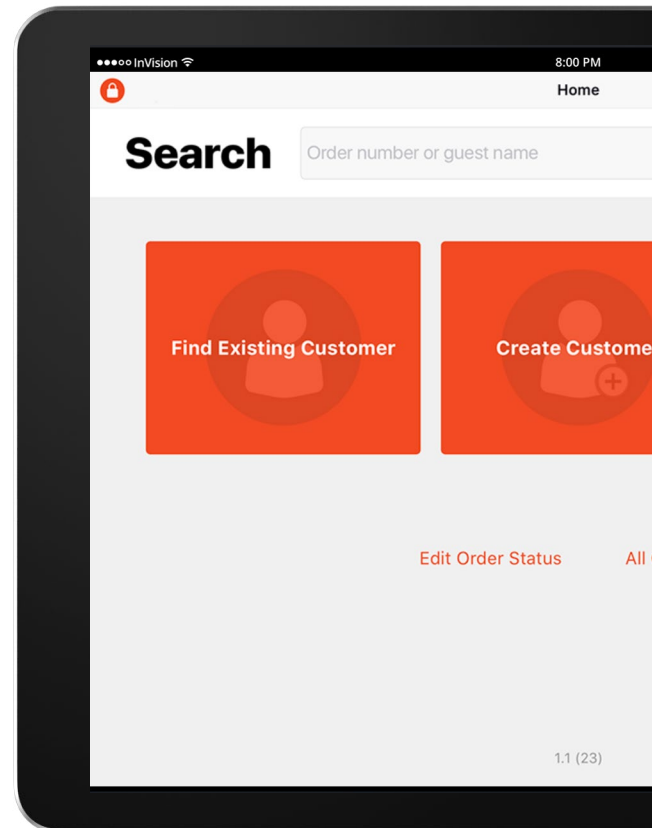 InVision
8:00 PM
Home
Search
Order number or guest name
Find Existing Customer
Create Custome
Edit Order Status
All
1.1 (23)